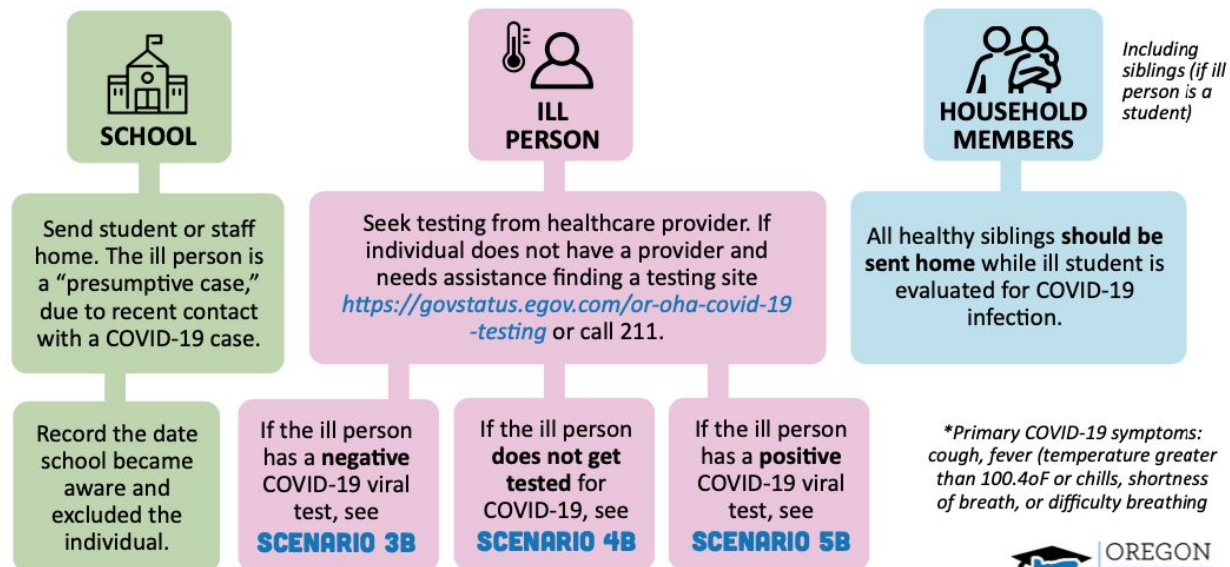 SCHOOL
Send student or staff
home. The ill person is
a “presumptive case,”
due to recent contact
with a COVID-19 case.
Record the date
school became
aware and
excluded the
individual.
ILL
PERSON
Seek testing from healthcare provider. If
individual does not have a provider and
needs assistance finding a testing site
https://govstatus.egov.com/or-oha-covid-19
-testing or call 211.
If the ill person
has a negative
COVID-19 viral
test, see
SCENARIO 3B
If the ill person
does not get
tested for
COVID-19, see
SCENARIO 4B
If the ill person
has a positive
COVID-19 viral
test, see
SCENARIO 5B
HOUSEHOLD
MEMBERS
Including
siblings (if ill
person is a
student)
All healthy siblings should be
sent home while ill student is
evaluated for COVID-19
infection.
*Primary COVID-19 symptoms:
cough, fever (temperature greater
than 100.4oF or chills, shortness
of breath, or difficulty breathing
OREGON